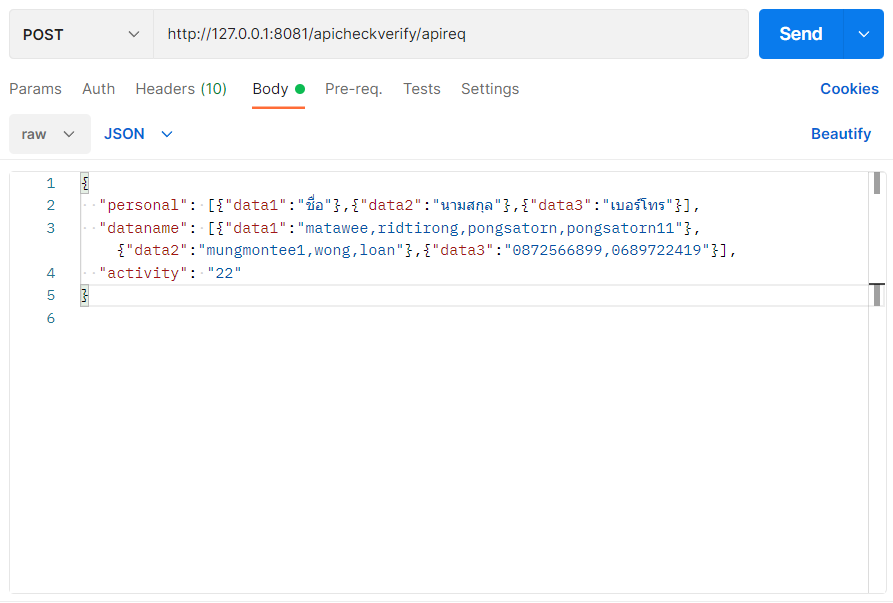 POST http://127.0.0.1:8081/apicheckverify/apireq Send
Params Auth Headers (10) Body Pre-req. Tests Settings Cookies
raw JSON Beautify
1 {
2 "personal": [{"data1":"ชื่อ"},{"data2":"นามสกุล"},{"data3":"เบอร์โทร"}],
3 "dataname": [{"data1":"matawee,ridtirong,pongsatorn,pongsatorn11"},
{"data2":"mungmontee1,wong,loan"},{"data3":"0872566899,0689722419"}],
4 "activity": "22"
5 }
6